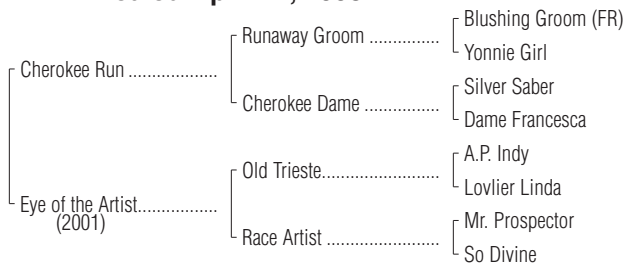 Blushing Groom (FR)
Runaway Groom ................
Yonnie Girl
Cherokee Run ....................
Silver Saber
Cherokee Dame .................
Dame Francesca
A.P. Indy
Old Trieste...........................
Lovlier Linda
Eye of the Artist..................
(2001)
Mr. Prospector
Race Artist .........................
So Divine